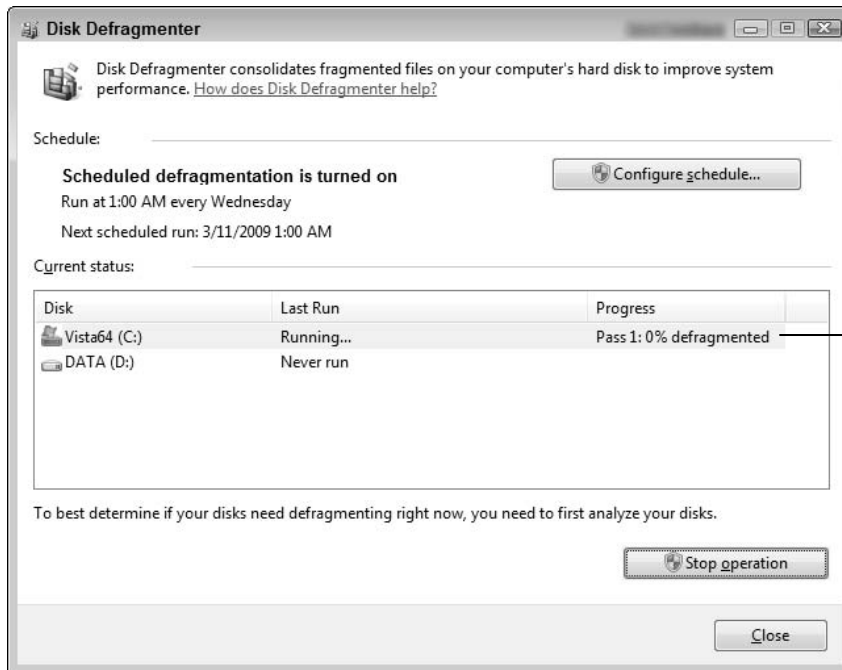 Disk Defragmenter
Disk Defragmenter consolidates fragmented files on your computer's hard disk to improve system
performance. How does Disk Defragmenter help?
Schedule:
Scheduled defragmentation is turned on
Configure schedule...
Run at 1:00 AM every Wednesday
Next scheduled run: 3/11/2009 1:00 AM
Current status:
Disk Last Run Progress
Vista64 (C:) Running... Pass 1: 0% defragmented
DATA (D:) Never run
To best determine if your disks need defragmenting right now, you need to first analyze your disks.
Stop operation
Close